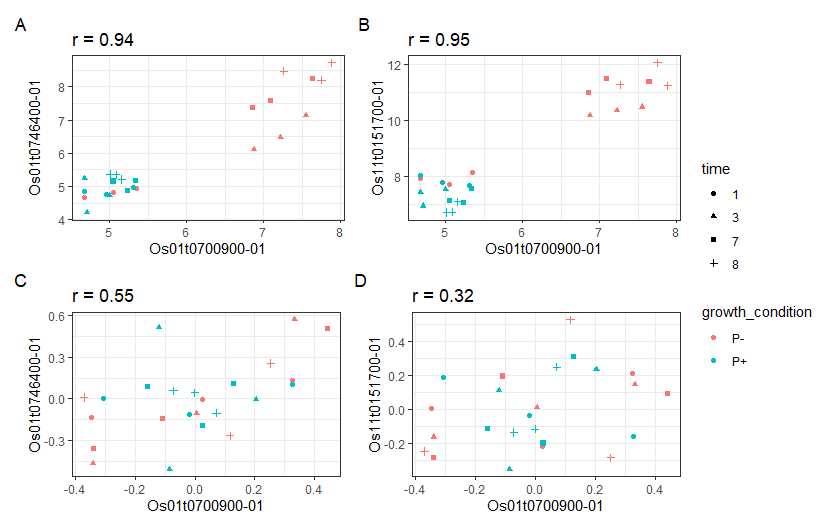 A
r = 0.94
Os01t0746400-01
8
7
6
5
4
5
6
7
8
Os01t0700900-01
B
r = 0.95
Os11t0151700-01
12
10
8
5
6
7
8
Os01t0700900-01
time
1
3
7
8
growth_condition
P-
P+
C
r = 0.55
Os01t0746400-01
0.6
0.3
0.0
-0.3
-0.4
-0.2
0.0
0.2
0.4
Os01t0700900-01
D
r = 0.32
Os11t0151700-01
0.4
0.2
0.0
-0.2
-0.4
-0.2
0.0
0.2
0.4
Os01t0700900-01